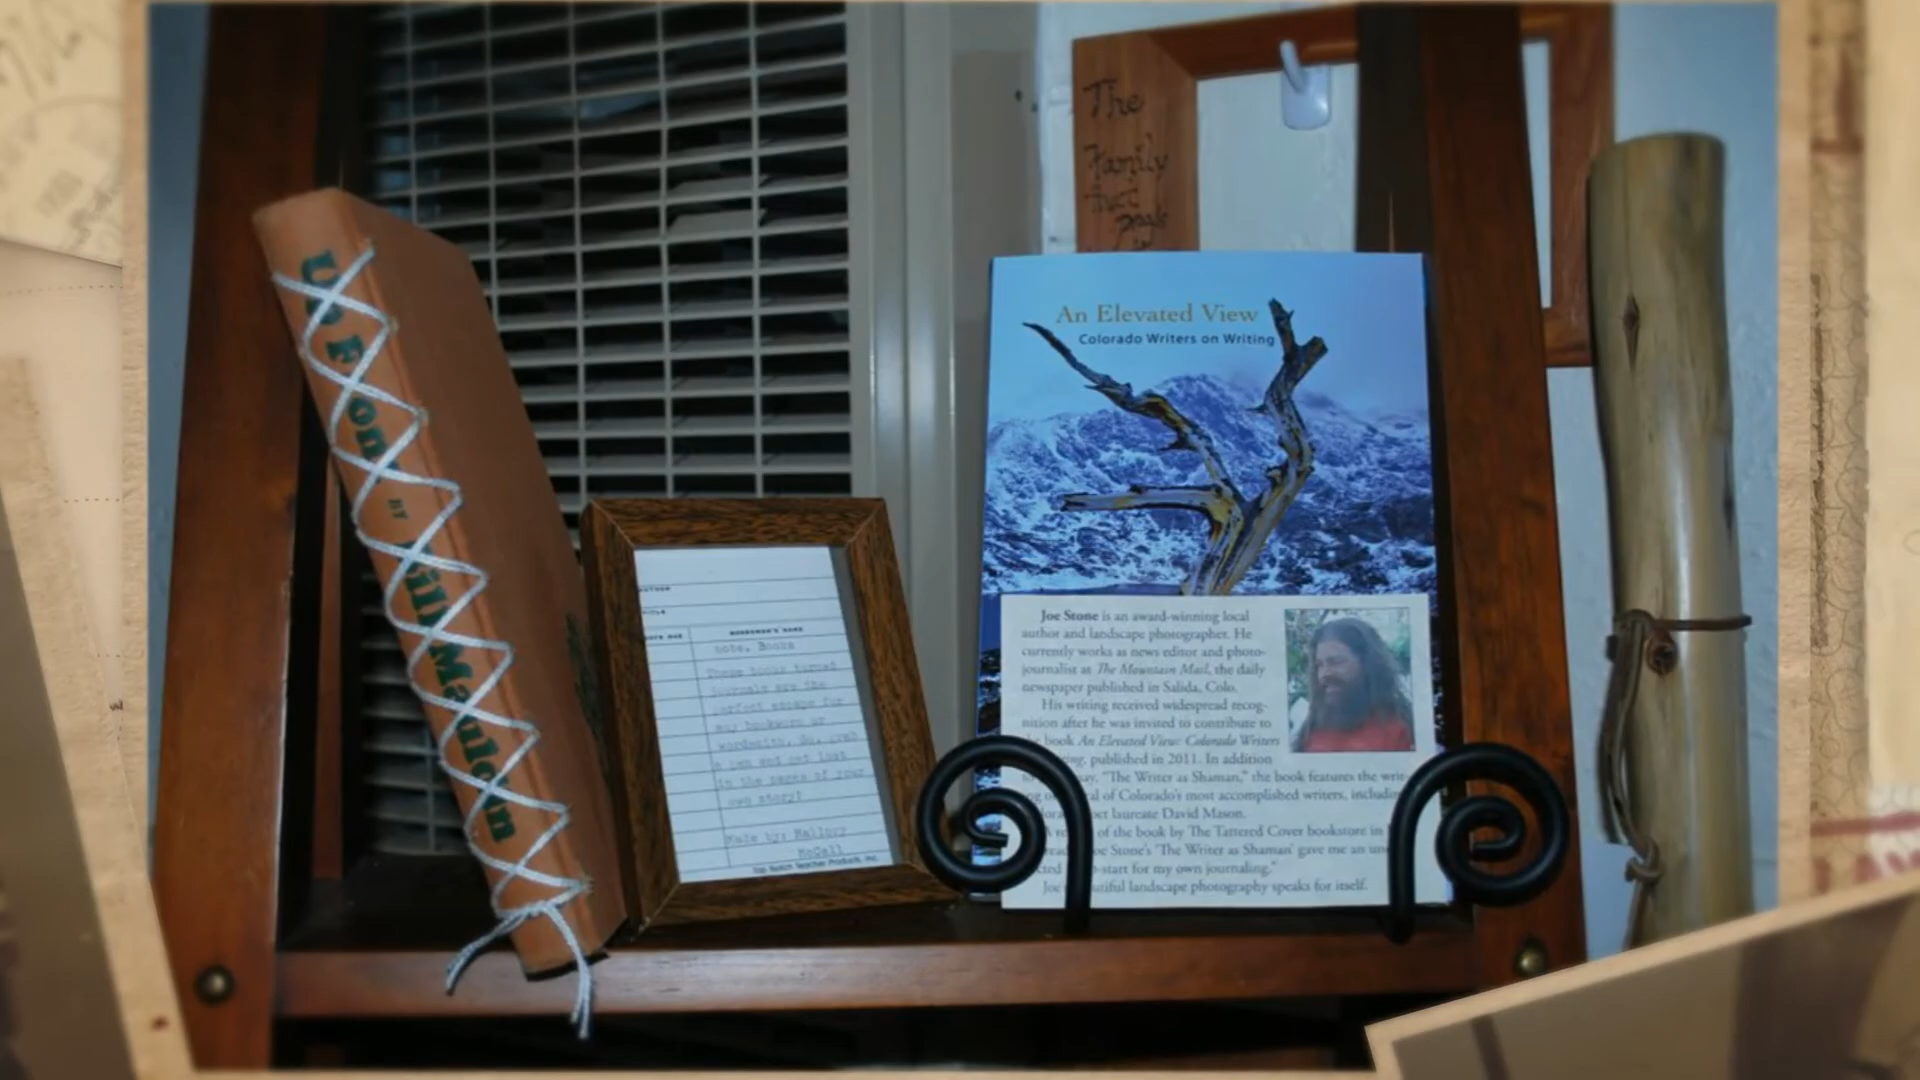 The
Family
that
Up Front BY Bill Mauldin
note. Books
These books turned
journals are the
perfect escape for
any bookworm or
wordsmith. So, grab
a pen and get lost
in the pages of your
own story!
Made by: Mallory
McCall
Top Notch Teacher Products, Inc.
An Elevated View
Colorado Writers on Writing
Joe Stone is an award-winning local
author and landscape photographer. He
currently works as news editor and photo-
journalist at The Mountain Mail, the daily
newspaper published in Salida, Colo.
His writing received widespread recog-
nition after he was invited to contribute to
book An Elevated View: Colorado Writers
published in 2011. In addition
"The Writer as Shaman," the book features the writ-
of Colorado's most accomplished writers, including
laureate David Mason.
of the book by The Tattered Cover bookstore in
Stone's 'The Writer as Shaman' gave me an
-start for my own journaling."
Joe landscape photography speaks for itself.